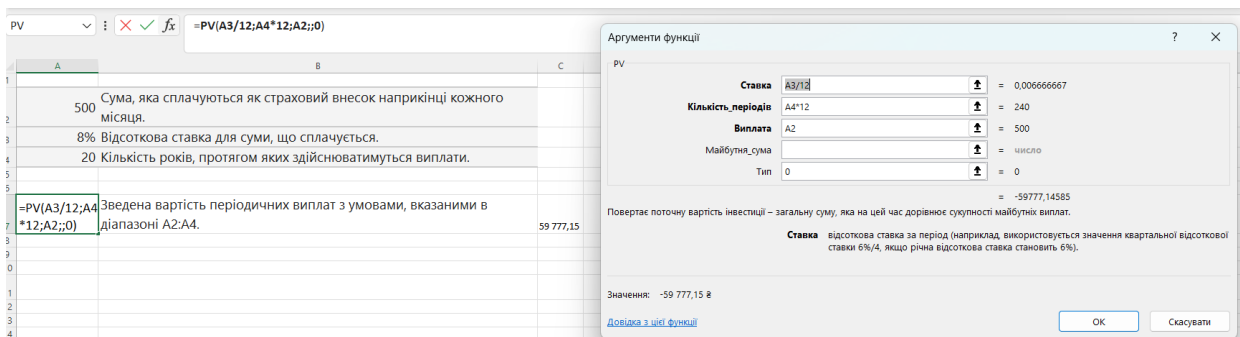 PV
fx
=PV(A3/12;A4*12;A2;;0)
A B C
500 Сума, яка сплачуються як страховий внесок наприкінці кожного
місяця.
8% Відсоткова ставка для суми, що сплачується.
20 Кількість років, протягом яких здійснюватимуться виплати.
=PV(A3/12;A4
*12;A2;;0)
Зведена вартість періодичних виплат з умовами, вказаними в
діапазоні A2:A4.
59 777,15
Аргументи функції ? ×
PV
Ставка A3/12 = 0,006666667
Кількість_періодів A4*12 = 240
Виплата A2 = 500
Майбутня_сума = число
Тип 0 = 0
= -59777,14585
Повертає поточну вартість інвестиції – загальну суму, яка на цей час дорівнює сукупності майбутніх виплат.
Ставка відсоткова ставка за період (наприклад, використовується значення квартальної відсоткової
ставки 6%/4, якщо річна відсоткова ставка становить 6%).
Значення: -59 777,15 ₴
Довідка з цієї функції
ОК Скасувати